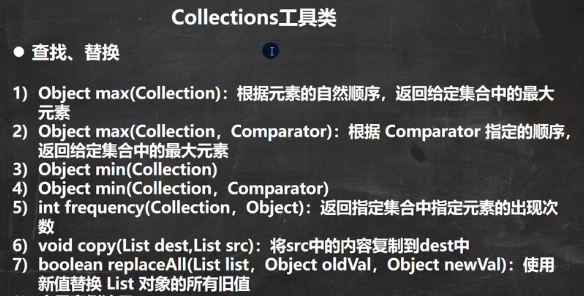 Collections工具类
● 查找、替换
1) Object max(Collection)：根据元素的自然顺序，返回给定集合中的最大
元素
2) Object max(Collection，Comparator)：根据 Comparator 指定的顺序，
返回给定集合中的最大元素
3) Object min(Collection)
4) Object min(Collection，Comparator)
5) int frequency(Collection，Object)：返回指定集合中指定元素的出现次
数
6) void copy(List dest,List src)：将src中的内容复制到dest中
7) boolean replaceAll(List list，Object oldVal，Object newVal)：使用
新值替换 List 对象的所有旧值